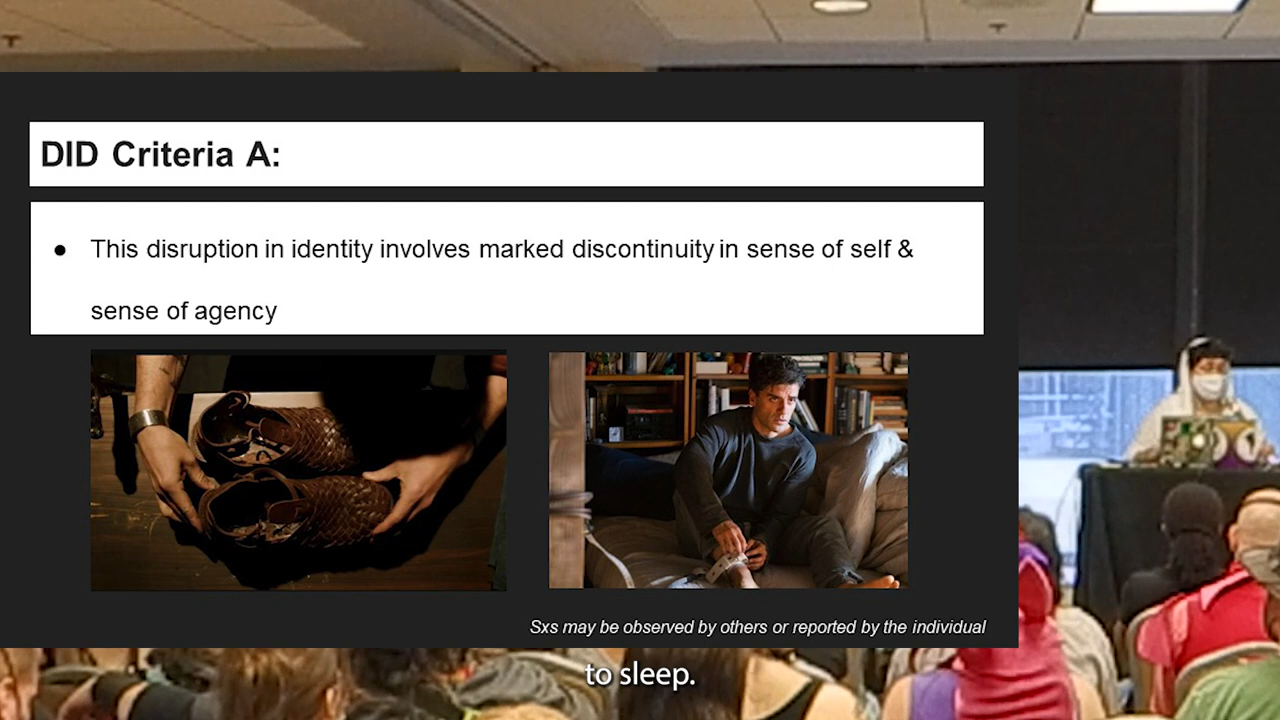 DID Criteria A:
● This disruption in identity involves marked discontinuity in sense of self &
sense of agency
Sxs may be observed by others or reported by the individual
to sleep.